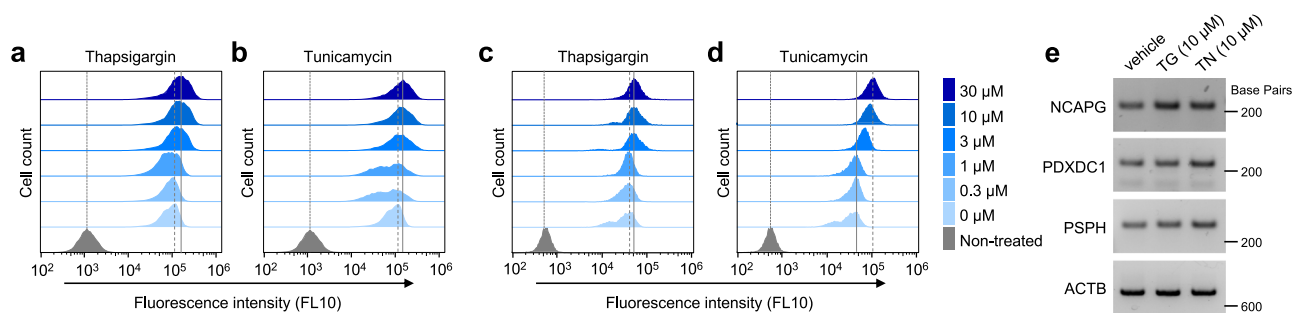 a
Thapsigargin
Cell count
10² 10³ 10⁴ 10⁵ 10⁶
b
Tunicamycin
Cell count
10² 10³ 10⁴ 10⁵ 10⁶
Fluorescence intensity (FL10)
c
Thapsigargin
Cell count
10² 10³ 10⁴ 10⁵ 10⁶
d
Tunicamycin
Cell count
10² 10³ 10⁴ 10⁵ 10⁶
Fluorescence intensity (FL10)
30 μM
10 μM
3 μM
1 μM
0.3 μM
0 μM
Non-treated
e
vehicle
TG (10 μM)
TN (10 μM)
Base Pairs
NCAPG
200
PDXDC1
200
PSPH
200
ACTB
600